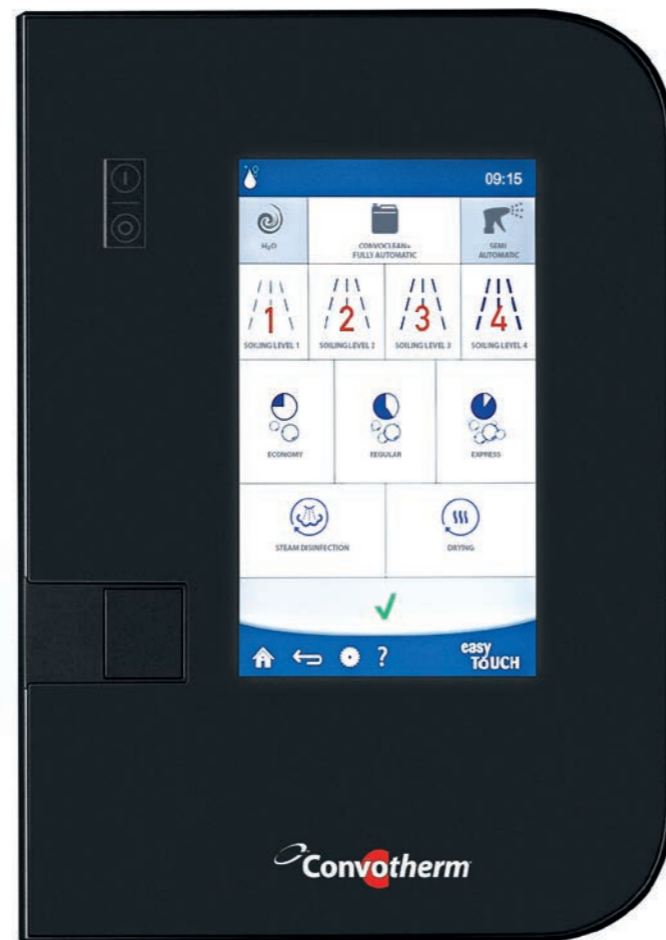 09:15
H₂O
CONVOCLEAN+
FULLY AUTOMATIC
SEMI
AUTOMATIC
1
2
3
4
SOILING LEVEL 1
SOILING LEVEL 2
SOILING LEVEL 3
SOILING LEVEL 4
ECONOMY
REGULAR
EXPRESS
STEAM DISINFECTION
DRYING
?
easy
TOUCH
Convotherm